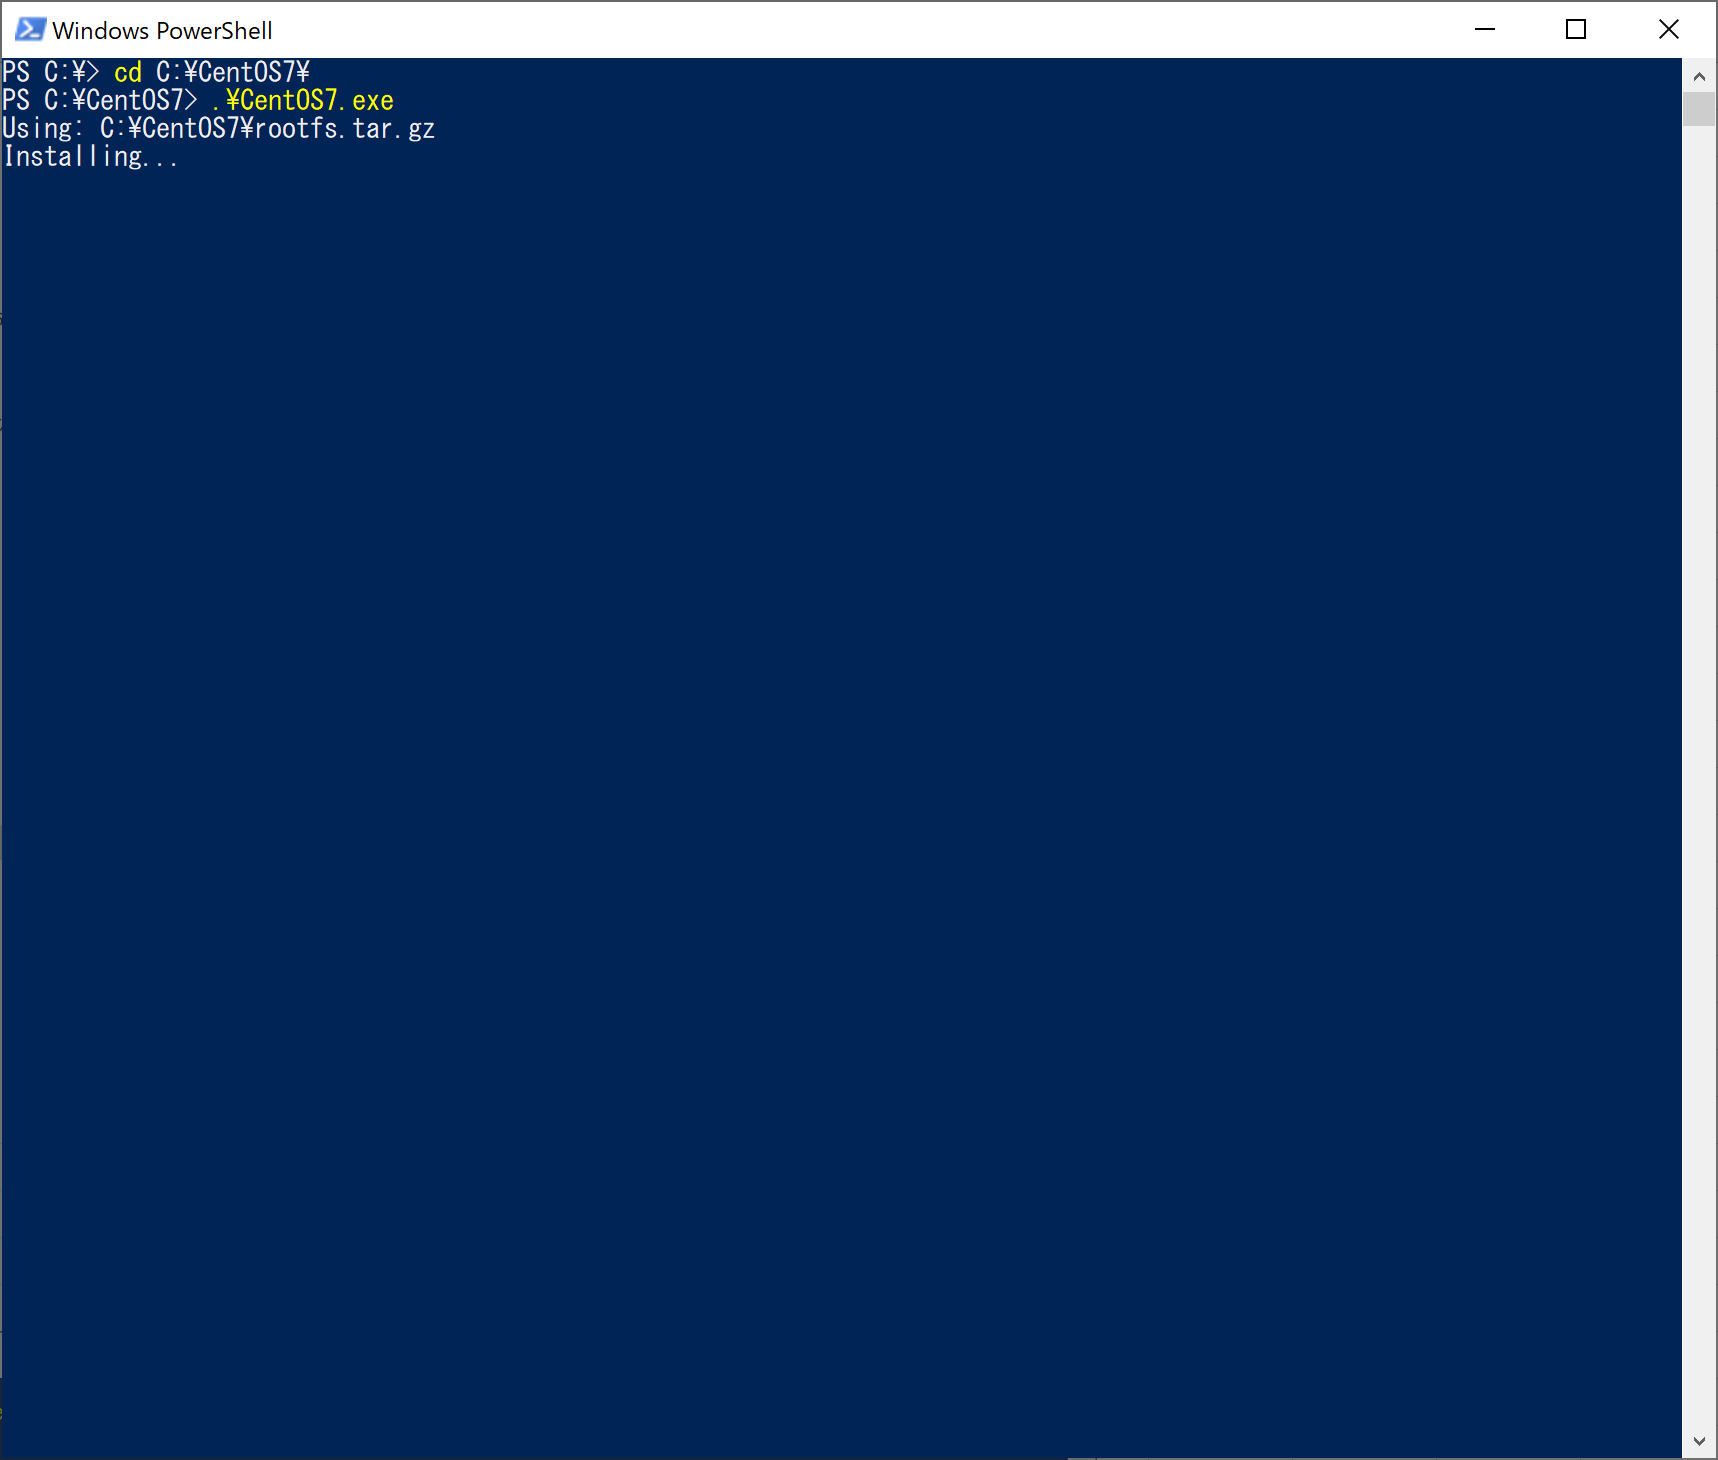 Windows PowerShell
PS C:¥> cd C:¥CentOS7¥
PS C:¥CentOS7> .¥CentOS7.exe
Using: C:¥CentOS7¥rootfs.tar.gz
Installing...